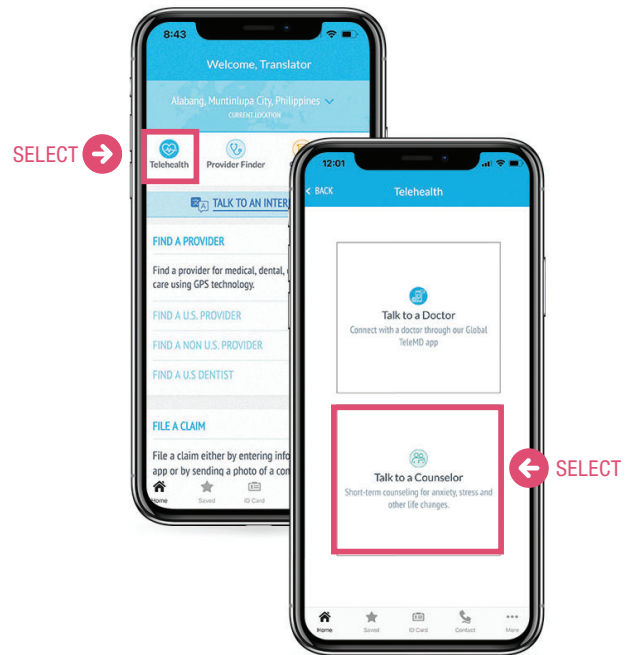 8:43
Welcome, Translator
Alabang, Muntinlupa City, Philippines
CURRENT LOCATION
SELECT
Telehealth
Provider Finder
TALK TO AN
FIND A PROVIDER
Find a provider for medical, dental,
care using GPS technology.
FIND A U.S. PROVIDER
FIND A NON U.S. PROVIDER
FIND A U.S DENTIST
FILE A CLAIM
File a claim either by entering
app or by sending a photo of a
Home
Saved
ID Card
12:01
< BACK
Telehealth
Talk to a Doctor
Connect with a doctor through our Global
TeleMD app
Talk to a Counselor
Short-term counseling for anxiety, stress and
other life changes.
SELECT
Home
Saved
ID Card
Contact
More